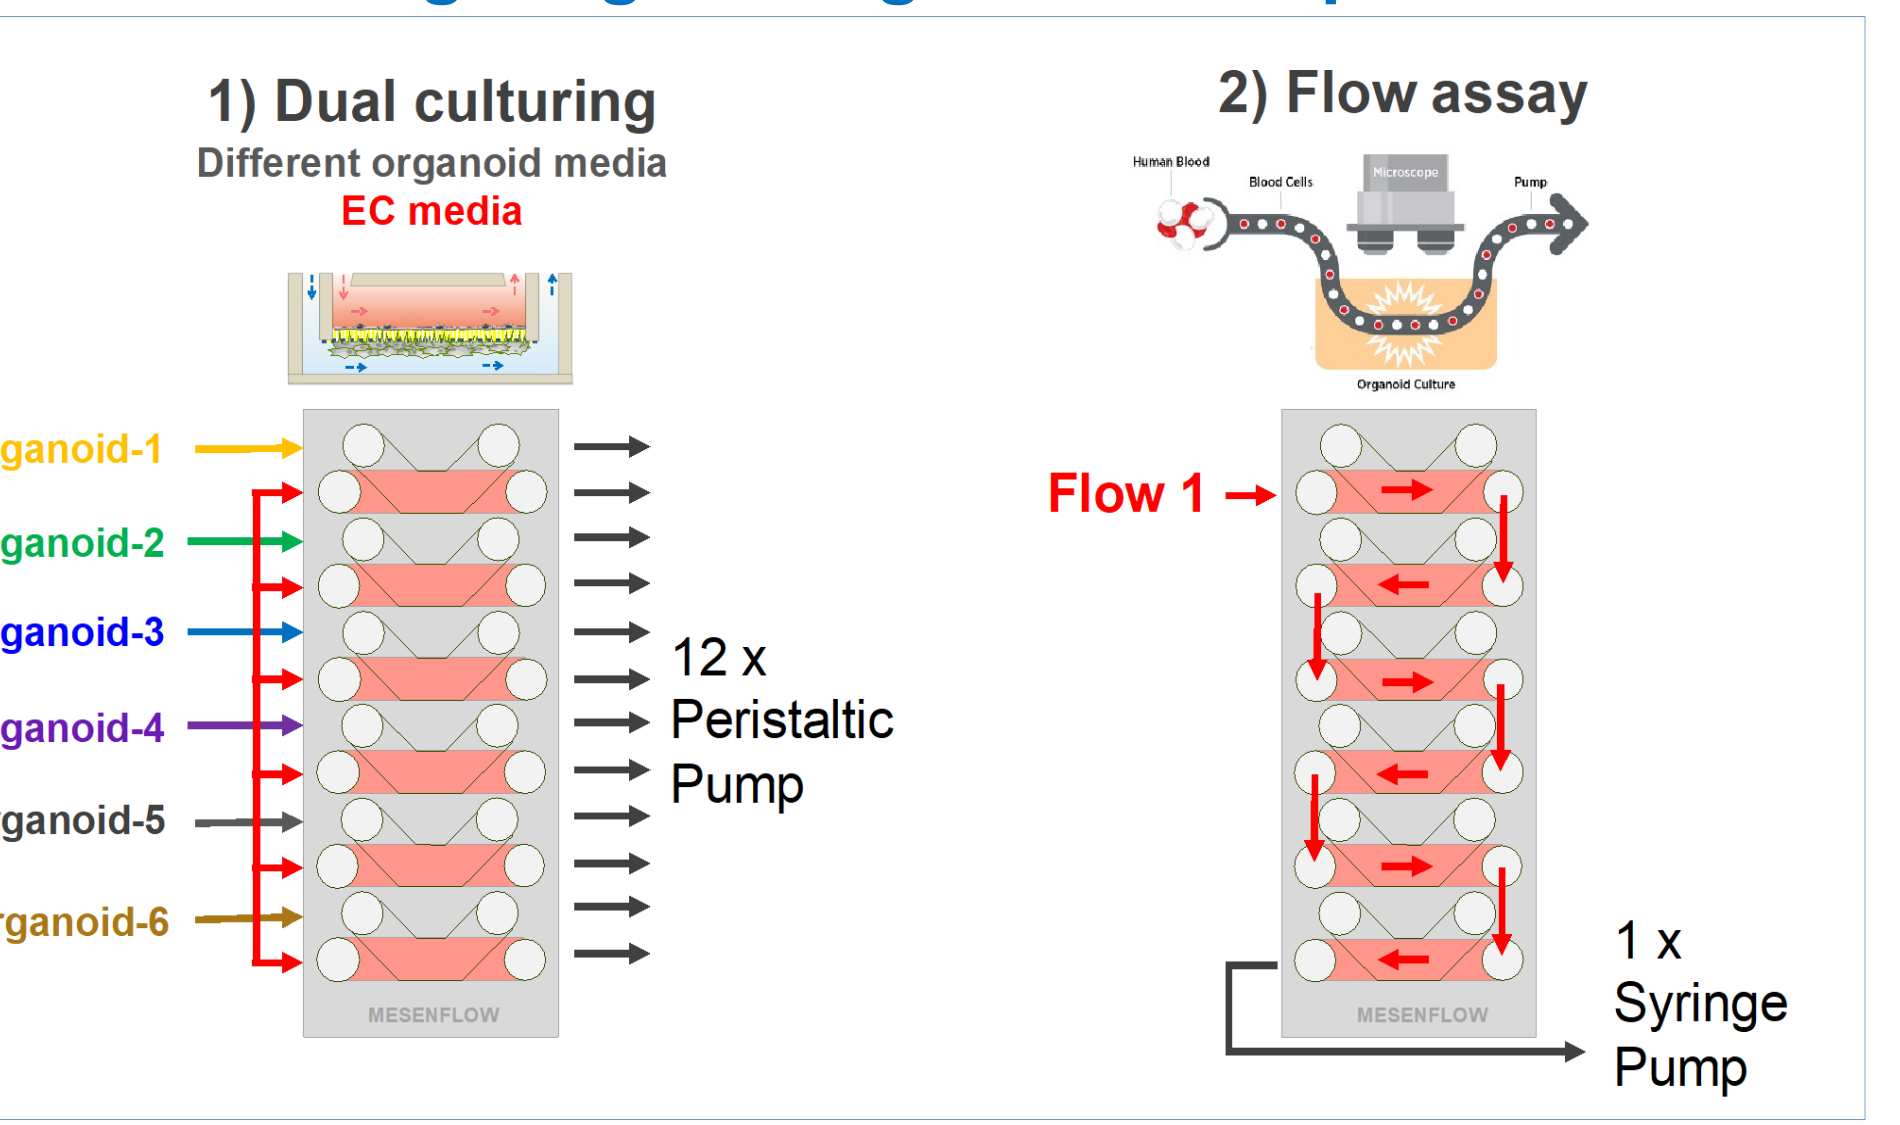 1) Dual culturing
Different organoid media
EC media
ganoid-1
ganoid-2
ganoid-3
ganoid-4
rganoid-5
rganoid-6
12 x
Peristaltic
Pump
MESENFLOW
2) Flow assay
Human Blood
Blood Cells
Microscope
Pump
Organoid Culture
Flow 1
1 x
Syringe
Pump
MESENFLOW